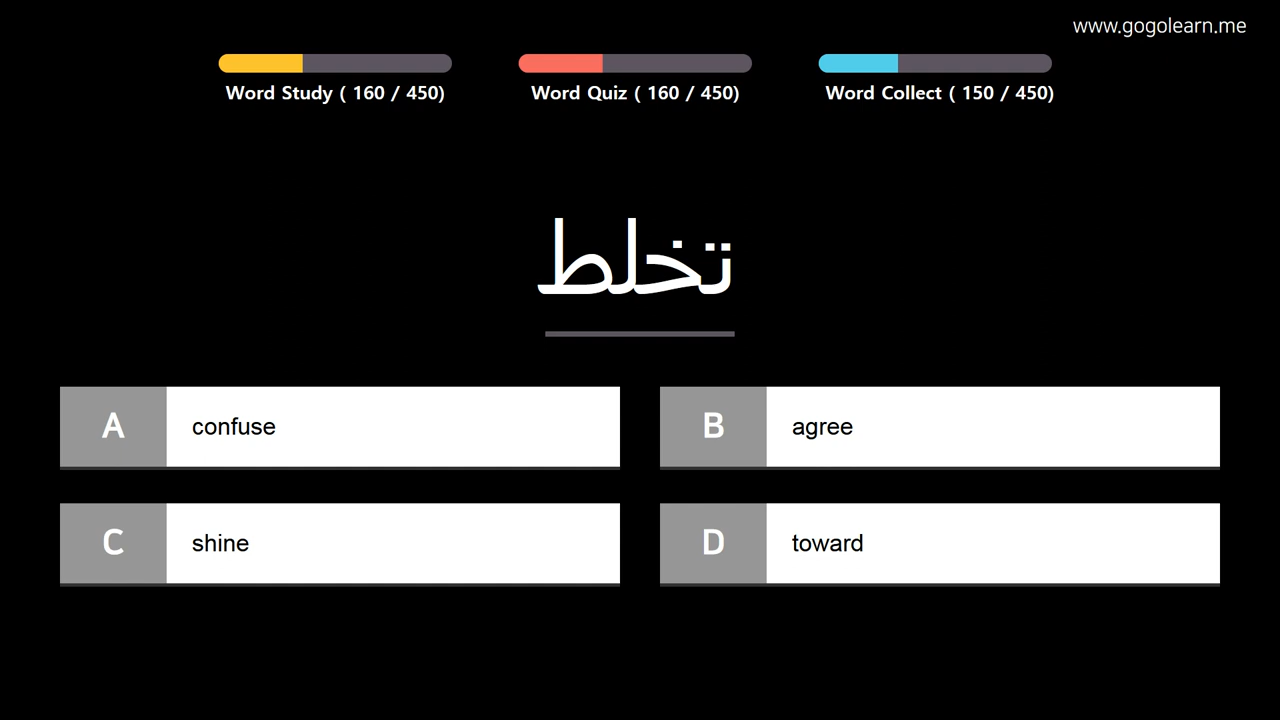 www.gogolearn.me
Word Study ( 160 / 450)
Word Quiz ( 160 / 450)
Word Collect ( 150 / 450)
تخلط
A confuse
B agree
C shine
D toward